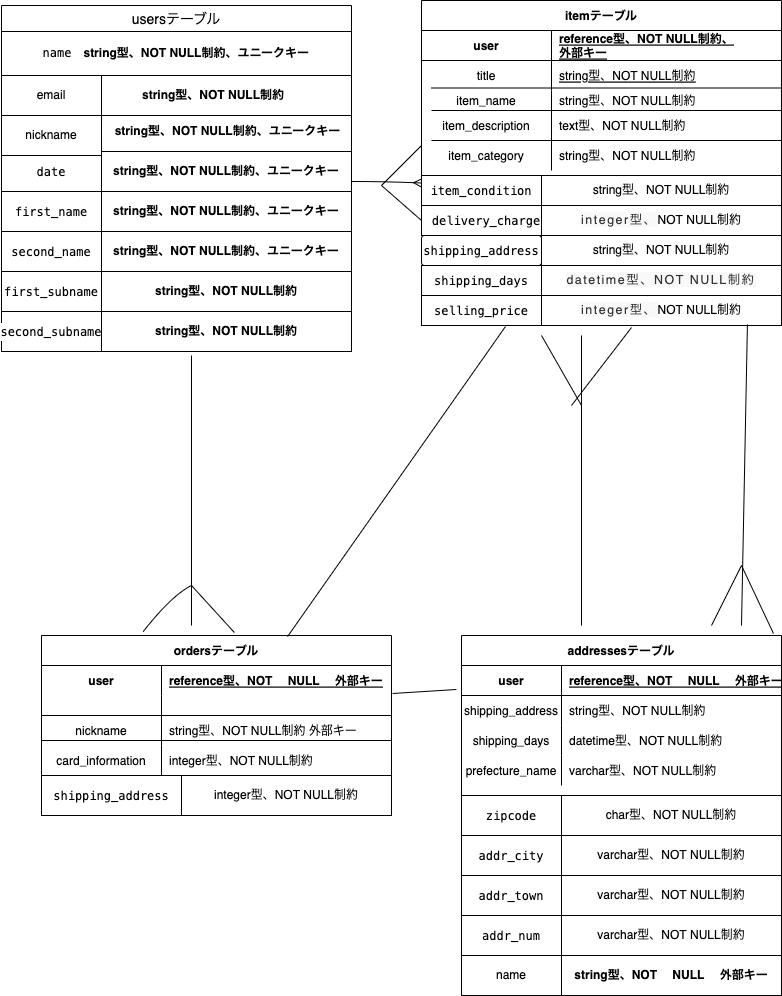 usersテーブル
name string型、NOT NULL制約、ユニークキー
email string型、NOT NULL制約
nickname string型、NOT NULL制約、ユニークキー
date string型、NOT NULL制約、ユニークキー
first_name string型、NOT NULL制約、ユニークキー
second_name string型、NOT NULL制約、ユニークキー
first_subname string型、NOT NULL制約
second_subname string型、NOT NULL制約
itemテーブル
user reference型、NOT NULL制約、
外部キー
title string型、NOT NULL制約
item_name string型、NOT NULL制約
item_description text型、NOT NULL制約
item_category string型、NOT NULL制約
item_condition string型、NOT NULL制約
delivery_charge integer型、NOT NULL制約
shipping_address string型、NOT NULL制約
shipping_days datetime型、NOT NULL制約
selling_price integer型、NOT NULL制約
ordersテーブル
user reference型、NOT NULL 外部キー
nickname string型、NOT NULL制約 外部キー
card_information integer型、NOT NULL制約
shipping_address integer型、NOT NULL制約
addressesテーブル
user reference型、NOT NULL 外部キー
shipping_address string型、NOT NULL制約
shipping_days datetime型、NOT NULL制約
prefecture_name varchar型、NOT NULL制約
zipcode char型、NOT NULL制約
addr_city varchar型、NOT NULL制約
addr_town varchar型、NOT NULL制約
addr_num varchar型、NOT NULL制約
name string型、NOT NULL 外部キー